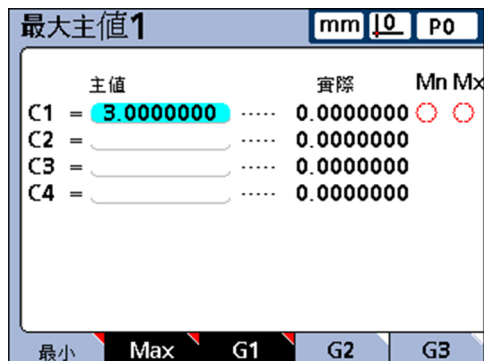 最大主值1 mm 0 P0
主值 實際 Mn Mx
C1 = 3.0000000 ····· 0.0000000
C2 = ····· 0.0000000
C3 = ····· 0.0000000
C4 = ····· 0.0000000
最小 Max G1 G2 G3